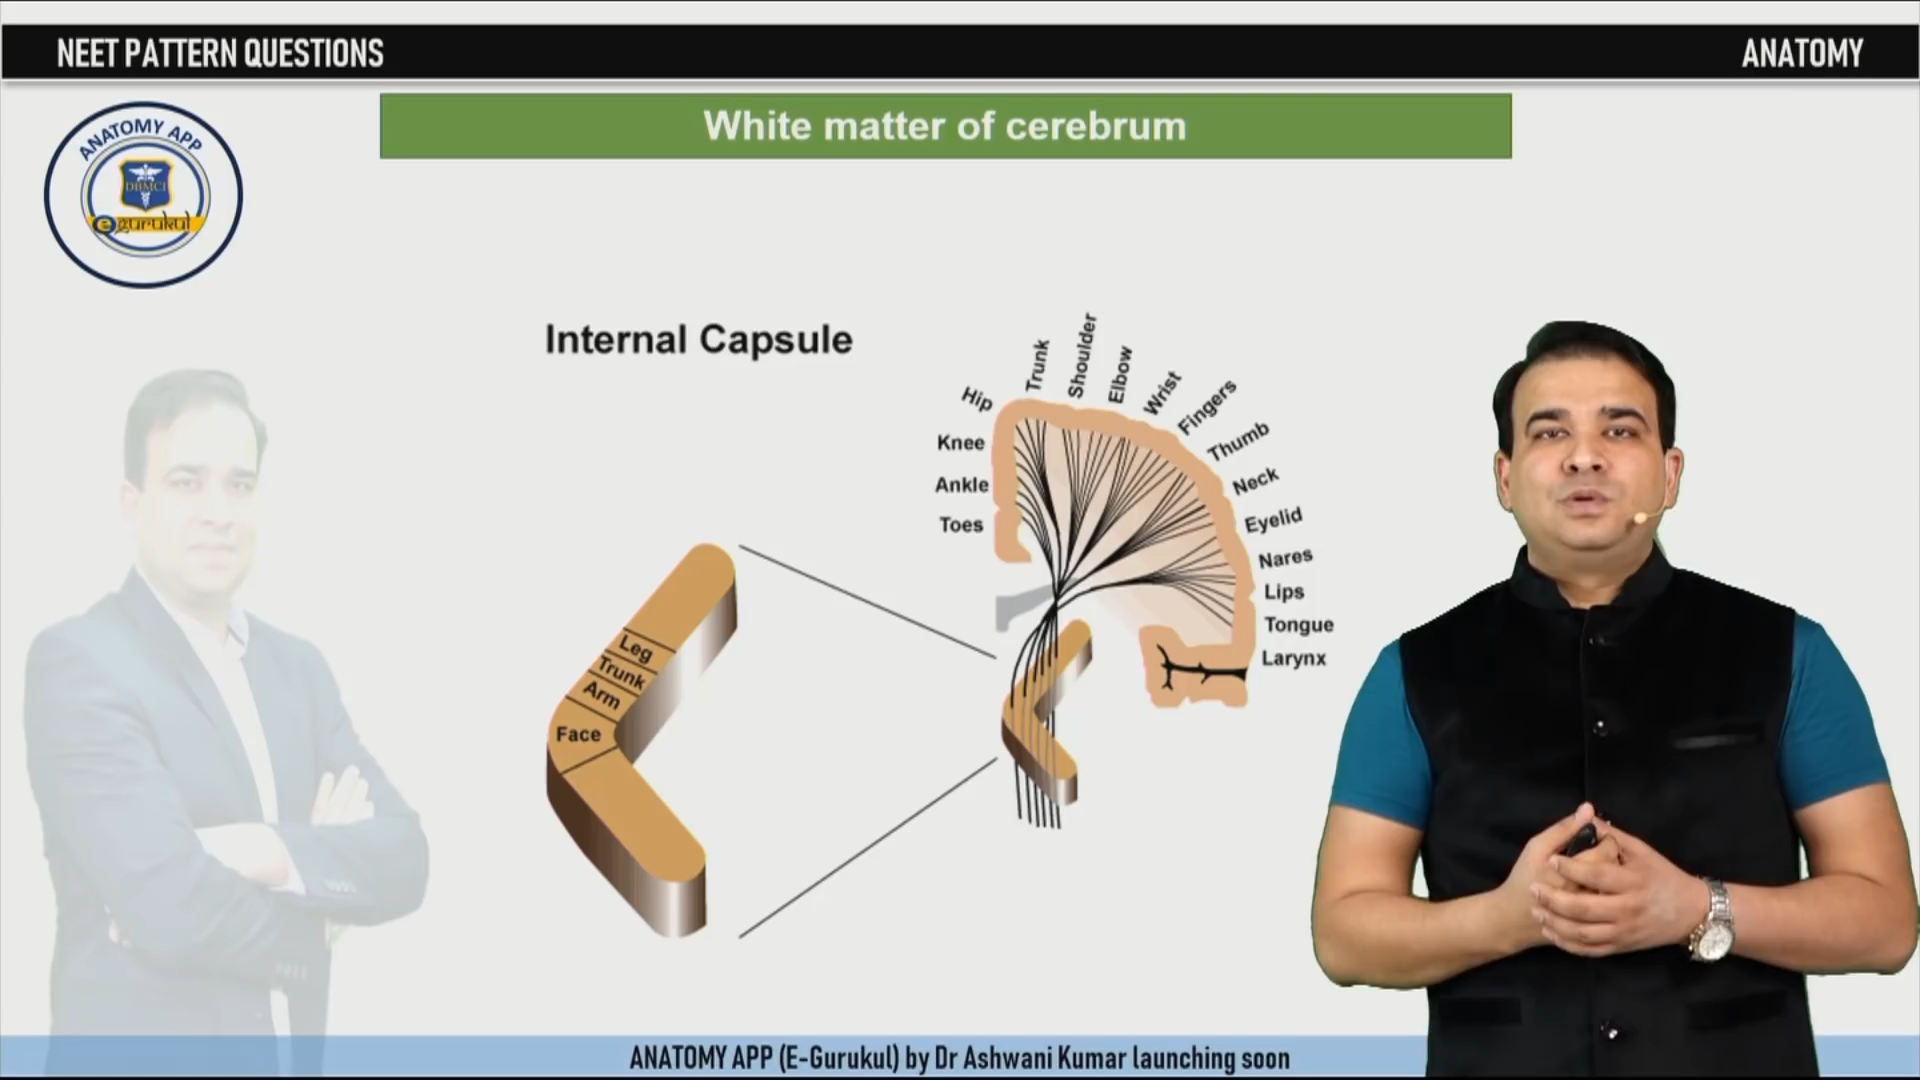 NEET PATTERN QUESTIONS
ANATOMY
White matter of cerebrum
ANATOMY APP
DBMCI
egurukul
Internal Capsule
Hip
Trunk
Shoulder
Elbow
Wrist
Fingers
Thumb
Neck
Eyelid
Nares
Lips
Tongue
Larynx
Knee
Ankle
Toes
Leg
Trunk
Arm
Face
ANATOMY APP (E-Gurukul) by Dr Ashwani Kumar launching soon